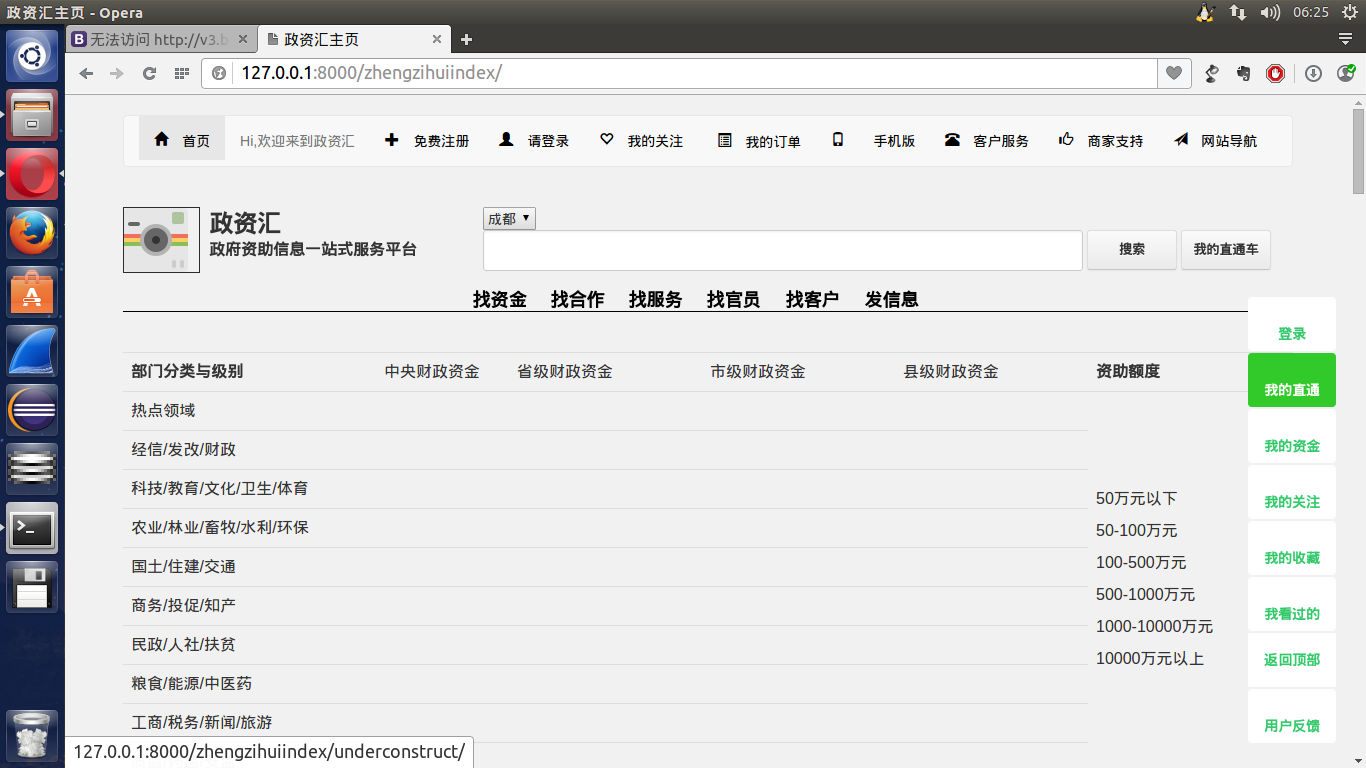 政资汇主页 - Opera
06:25
无法访问 http://v3.b
政资汇主页
127.0.0.1:8000/zhengzihuiindex/
首页 Hi,欢迎来到政资汇 免费注册 请登录 我的关注 我的订单 手机版 客户服务 商家支持 网站导航
政资汇
政府资助信息一站式服务平台
成都
搜索 我的直通车
找资金 找合作 找服务 找官员 找客户 发信息
部门分类与级别 中央财政资金 省级财政资金 市级财政资金 县级财政资金 资助额度
热点领域
经信/发改/财政
科技/教育/文化/卫生/体育
农业/林业/畜牧/水利/环保
国土/住建/交通
商务/投促/知产
民政/人社/扶贫
粮食/能源/中医药
工商/税务/新闻/旅游
50万元以下
50-100万元
100-500万元
500-1000万元
1000-10000万元
10000万元以上
登录
我的直通
我的资金
我的关注
我的收藏
我看过的
返回顶部
用户反馈
127.0.0.1:8000/zhengzihuiindex/underconstruct/